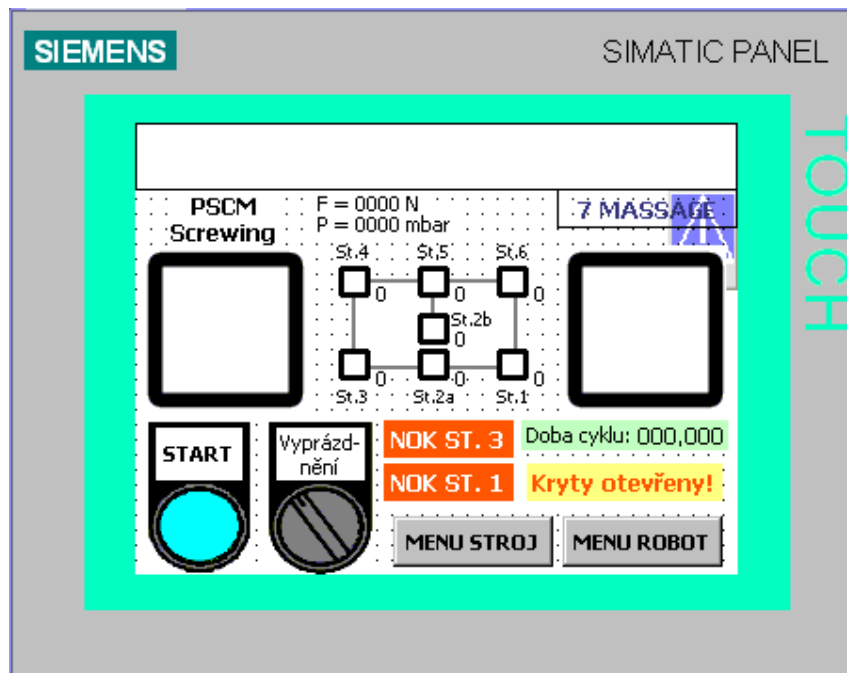 SIEMENS
SIMATIC PANEL
TOUCH
PSCM
Screwing
F = 0000 N
P = 0000 mbar
7 MASSAGE
St.4 St,5 St,6
0 0 0
St.2b
0
0 0 0
St.3 St.2a St.1
START
Vyprázd-
nění
NOK ST. 3
Doba cyklu: 000,000
NOK ST. 1
Kryty otevřeny!
MENU STROJ
MENU ROBOT